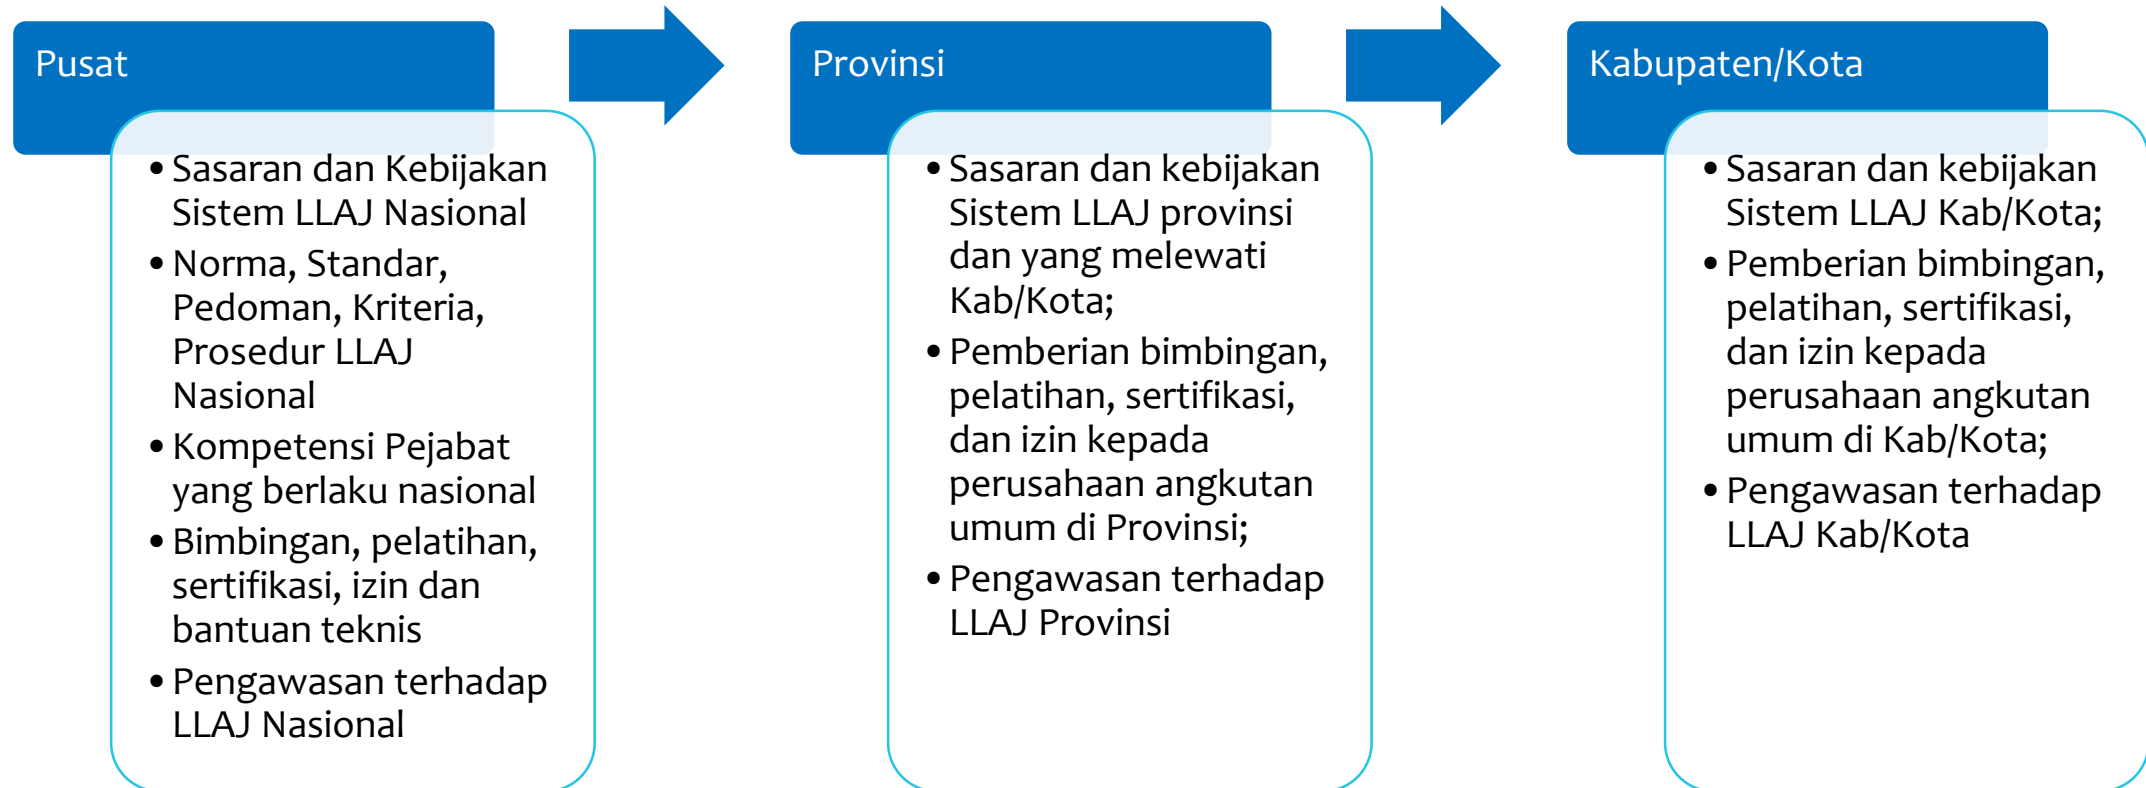 Pusat
• Sasaran dan Kebijakan
Sistem LLAJ Nasional
• Norma, Standar,
Pedoman, Kriteria,
Prosedur LLAJ
Nasional
• Kompetensi Pejabat
yang berlaku nasional
• Bimbingan, pelatihan,
sertifikasi, izin dan
bantuan teknis
• Pengawasan terhadap
LLAJ Nasional
Provinsi
• Sasaran dan kebijakan
Sistem LLAJ provinsi
dan yang melewati
Kab/Kota;
• Pemberian bimbingan,
pelatihan, sertifikasi,
dan izin kepada
perusahaan angkutan
umum di Provinsi;
• Pengawasan terhadap
LLAJ Provinsi
Kabupaten/Kota
• Sasaran dan kebijakan
Sistem LLAJ Kab/Kota;
• Pemberian bimbingan,
pelatihan, sertifikasi,
dan izin kepada
perusahaan angkutan
umum di Kab/Kota;
• Pengawasan terhadap
LLAJ Kab/Kota